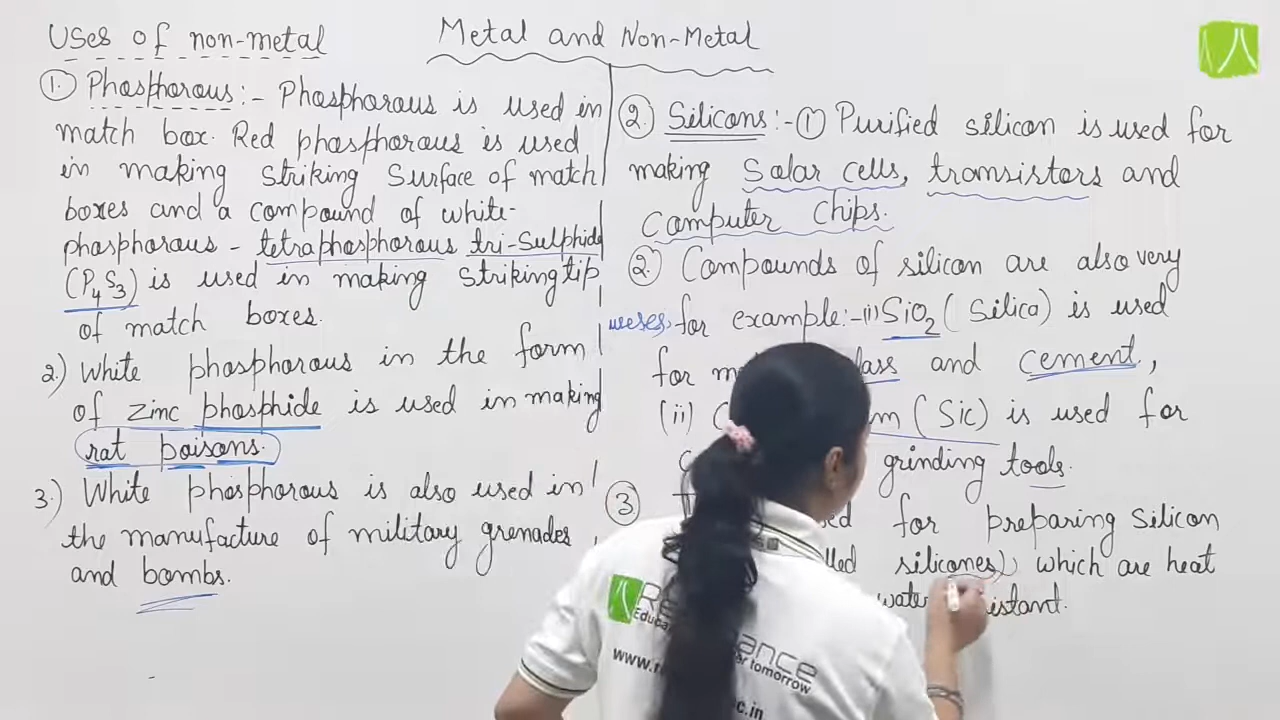 Uses of non-metal
Metal and Non-Metal
1. Phosphorous:- Phosphorous is used in
match box. Red phosphorous is used
in making striking surface of match
boxes and a compound of white-
phosphorous - tetraphosphorous tri-sulphide
(P4S3) is used in making striking tip
of match boxes.
2.) White phosphorous in the form
of zinc phosphide is used in making
rat poisons.
3.) White phosphorous is also used in
the manufacture of military grenades
and bombs.
2. Silicons:- 1 Purified silicon is used for
making Solar cells, transistors and
Computer Chips.
2. Compounds of silicon are also very
for example:-(i) SiO2 (Silica) is used
for and cement,
(ii) (Sic) is used for
grinding tools.
3 for preparing silicon
silicones) which are heat